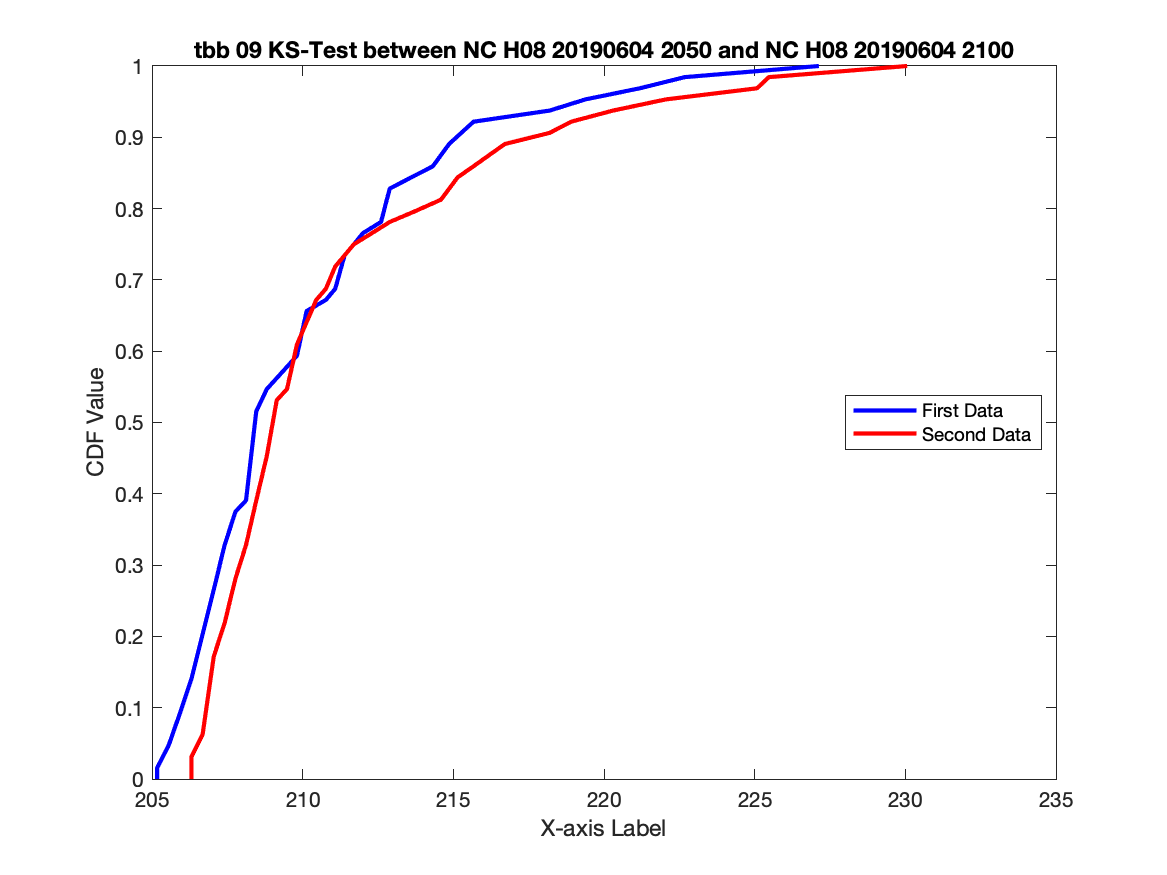 tbb 09 KS-Test between NC H08 20190604 2050 and NC H08 20190604 2100
1
0.9
0.8
0.7
0.6
0.5
0.4
0.3
0.2
0.1
0
CDF Value
First Data
Second Data
205 210 215 220 225 230 235
X-axis Label